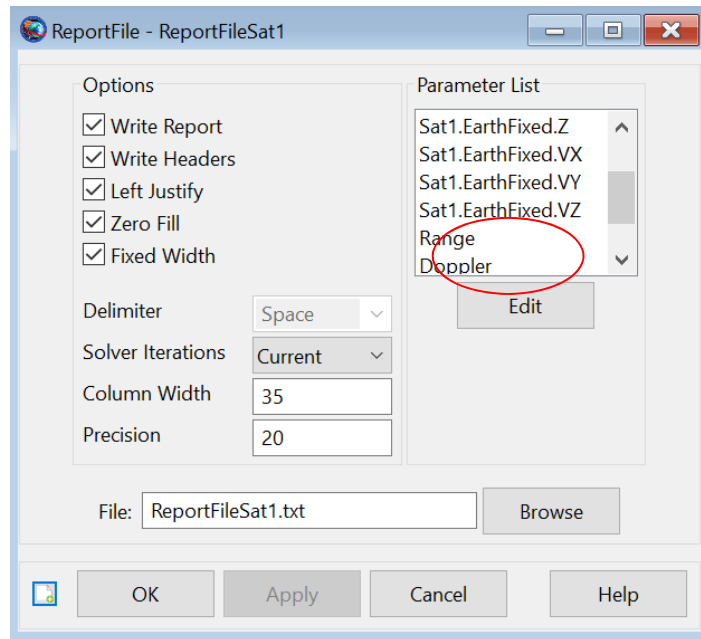 ReportFile - ReportFileSat1
Options
Write Report
Write Headers
Left Justify
Zero Fill
Fixed Width
Delimiter Space
Solver Iterations Current
Column Width 35
Precision 20
Parameter List
Sat1.EarthFixed.Z
Sat1.EarthFixed.VX
Sat1.EarthFixed.VY
Sat1.EarthFixed.VZ
Range
Doppler
Edit
File: ReportFileSat1.txt Browse
OK Apply Cancel Help